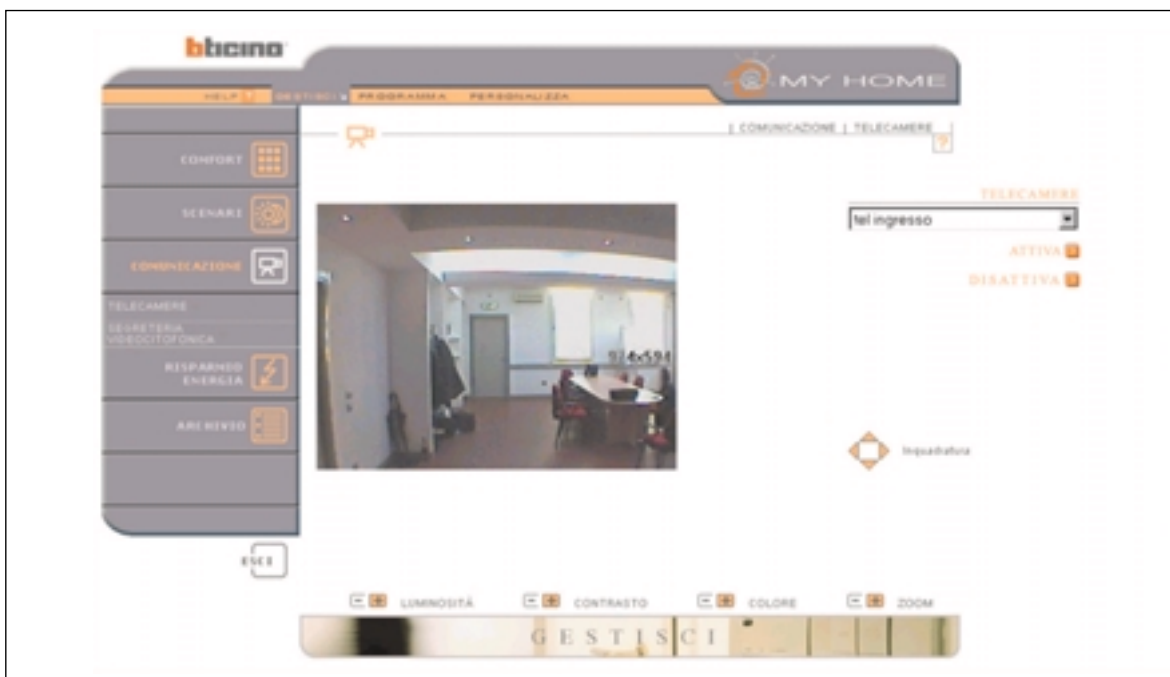 bticino
MY HOME
HELP ? GESTISCI PROGRAMMA PERSONALIZZA
| COMUNICAZIONE | TELECAMERE |
?
CONFORT
SCENARI
COMUNICAZIONE
TELECAMERE
SEGRETERIA
VIDEOCITOFONICA
RISPARMIO
ENERGIA
ARCHIVIO
ESCI
924x594
TELECAMERE
tel ingresso
ATTIVA
DISATTIVA
Inquadratura
- + LUMINOSITÀ - + CONTRASTO - + COLORE - + ZOOM
GESTISCI